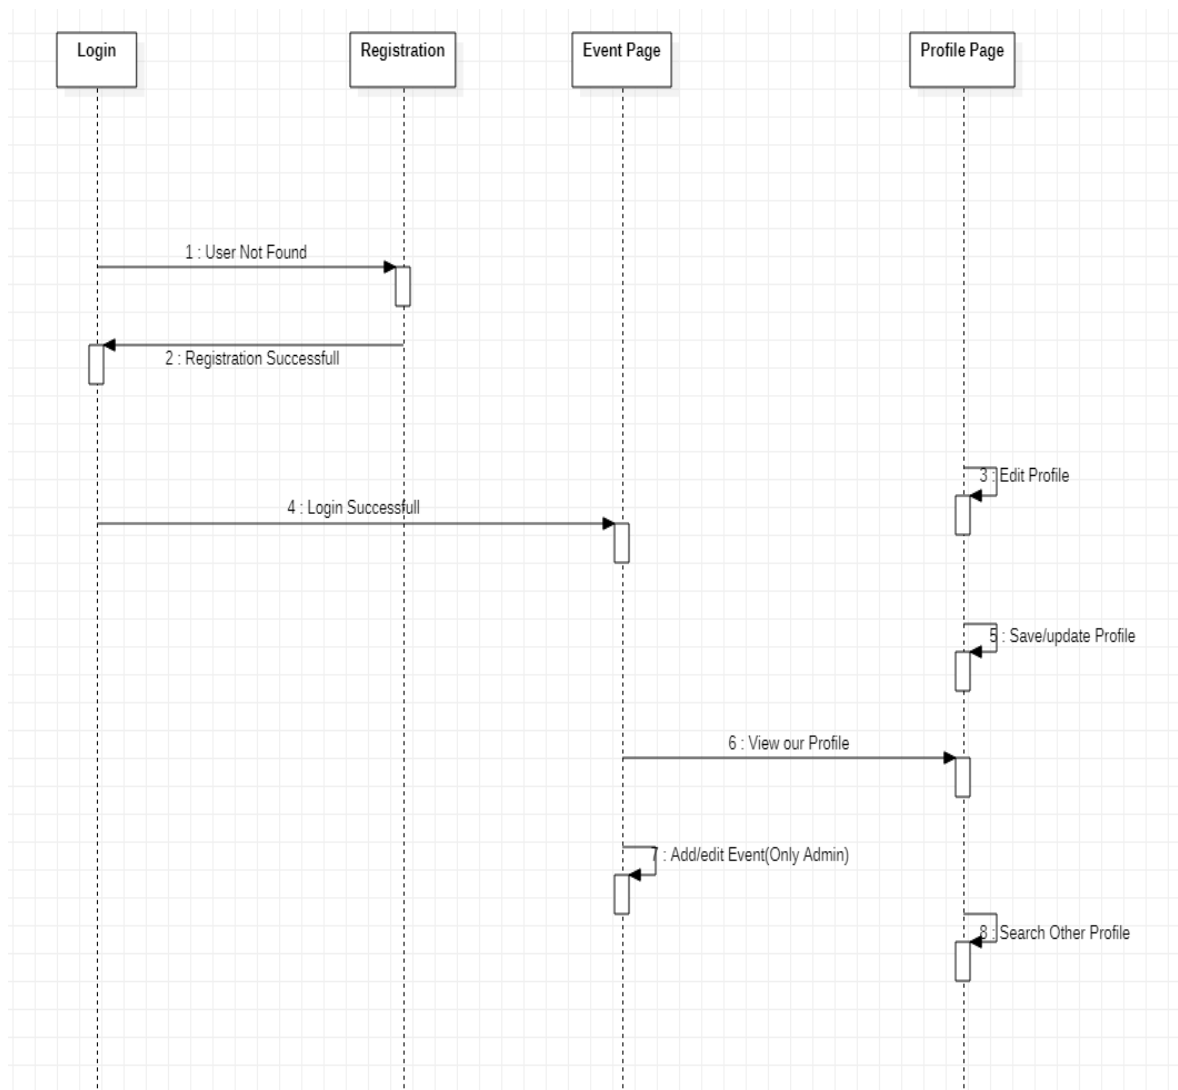 Login
Registration
Event Page
Profile Page
1 : User Not Found
2 : Registration Successfull
3 : Edit Profile
4 : Login Successfull
5 : Save/update Profile
6 : View our Profile
7 : Add/edit Event(Only Admin)
8 : Search Other Profile